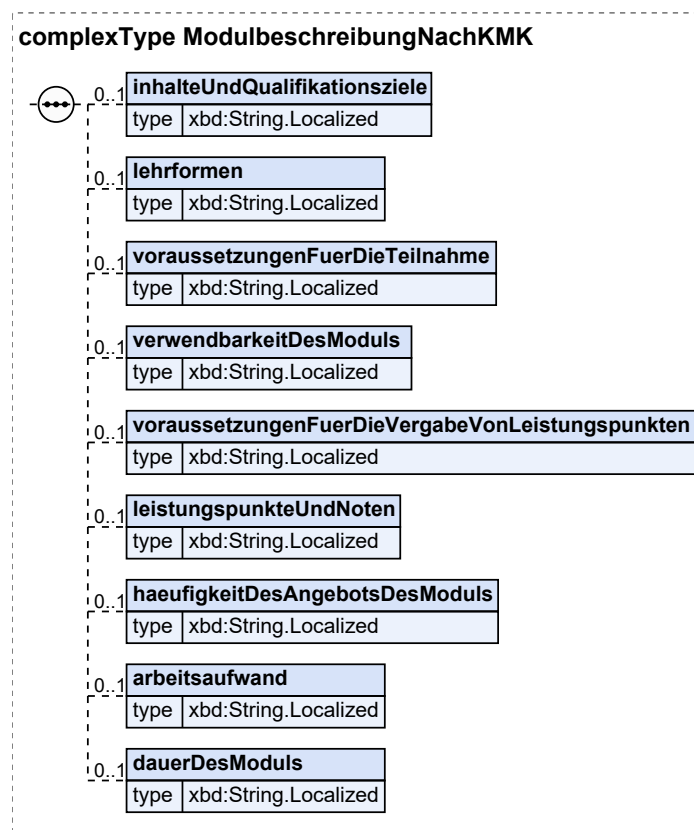 complexType ModulbeschreibungNachKMK
0..1 inhalteUndQualifikationsziele
type xbd:String.Localized
0..1 lehrformen
type xbd:String.Localized
0..1 voraussetzungenFuerDieTeilnahme
type xbd:String.Localized
0..1 verwendbarkeitDesModuls
type xbd:String.Localized
0..1 voraussetzungenFuerDieVergabeVonLeistungspunkten
type xbd:String.Localized
0..1 leistungspunkteUndNoten
type xbd:String.Localized
0..1 haeufigkeitDesAngebotsDesModuls
type xbd:String.Localized
0..1 arbeitsaufwand
type xbd:String.Localized
0..1 dauerDesModuls
type xbd:String.Localized